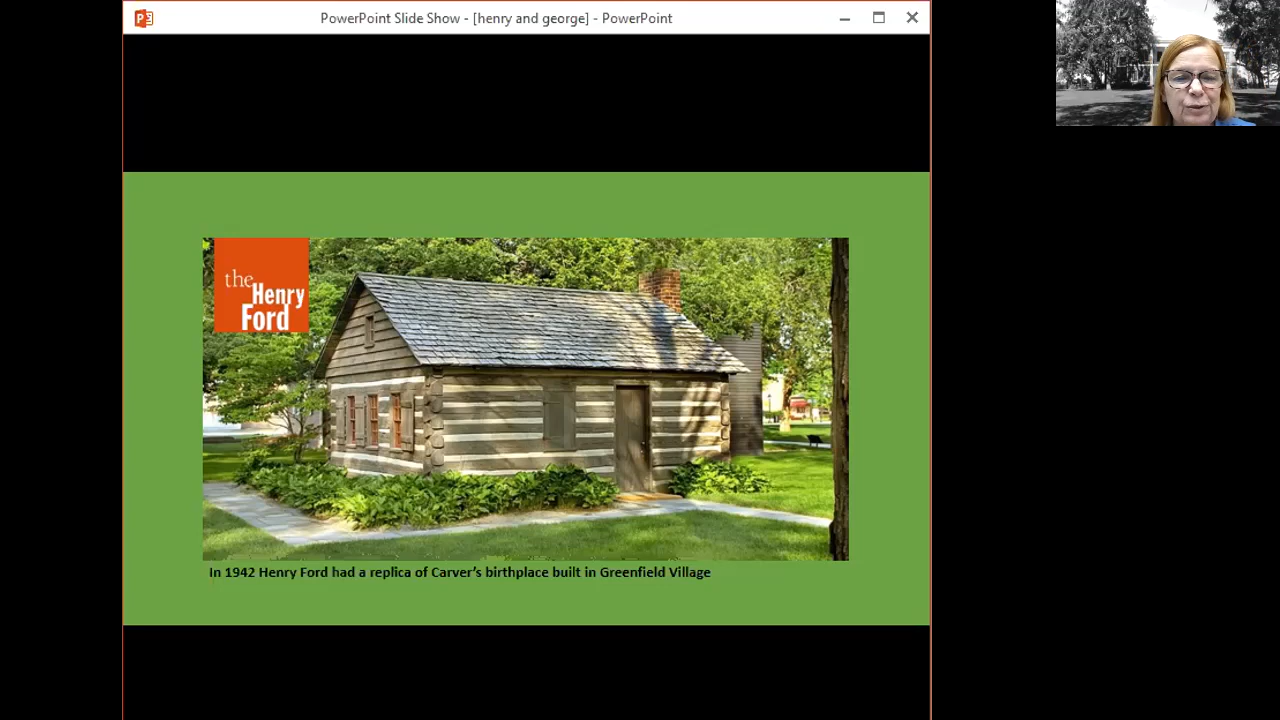 PowerPoint Slide Show - [henry and george] - PowerPoint
the
Henry
Ford
In 1942 Henry Ford had a replica of Carver's birthplace built in Greenfield Village